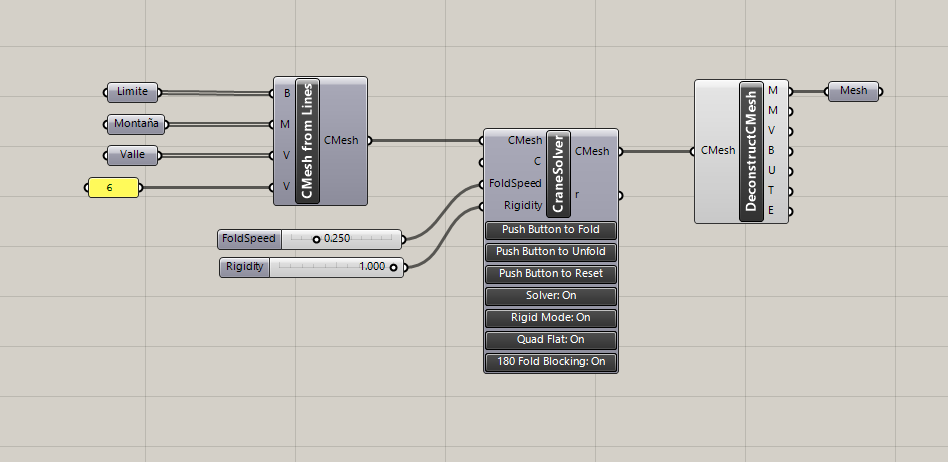 Limite
Montaña
Valle
6
B
M
V
V
CMesh from Lines
CMesh
FoldSpeed
0.250
Rigidity
1.000
CMesh
C
FoldSpeed
Rigidity
CraneSolver
CMesh
r
Push Button to Fold
Push Button to Unfold
Push Button to Reset
Solver: On
Rigid Mode: On
Quad Flat: On
180 Fold Blocking: On
CMesh
DeconstructCMesh
M
M
V
B
U
T
E
Mesh